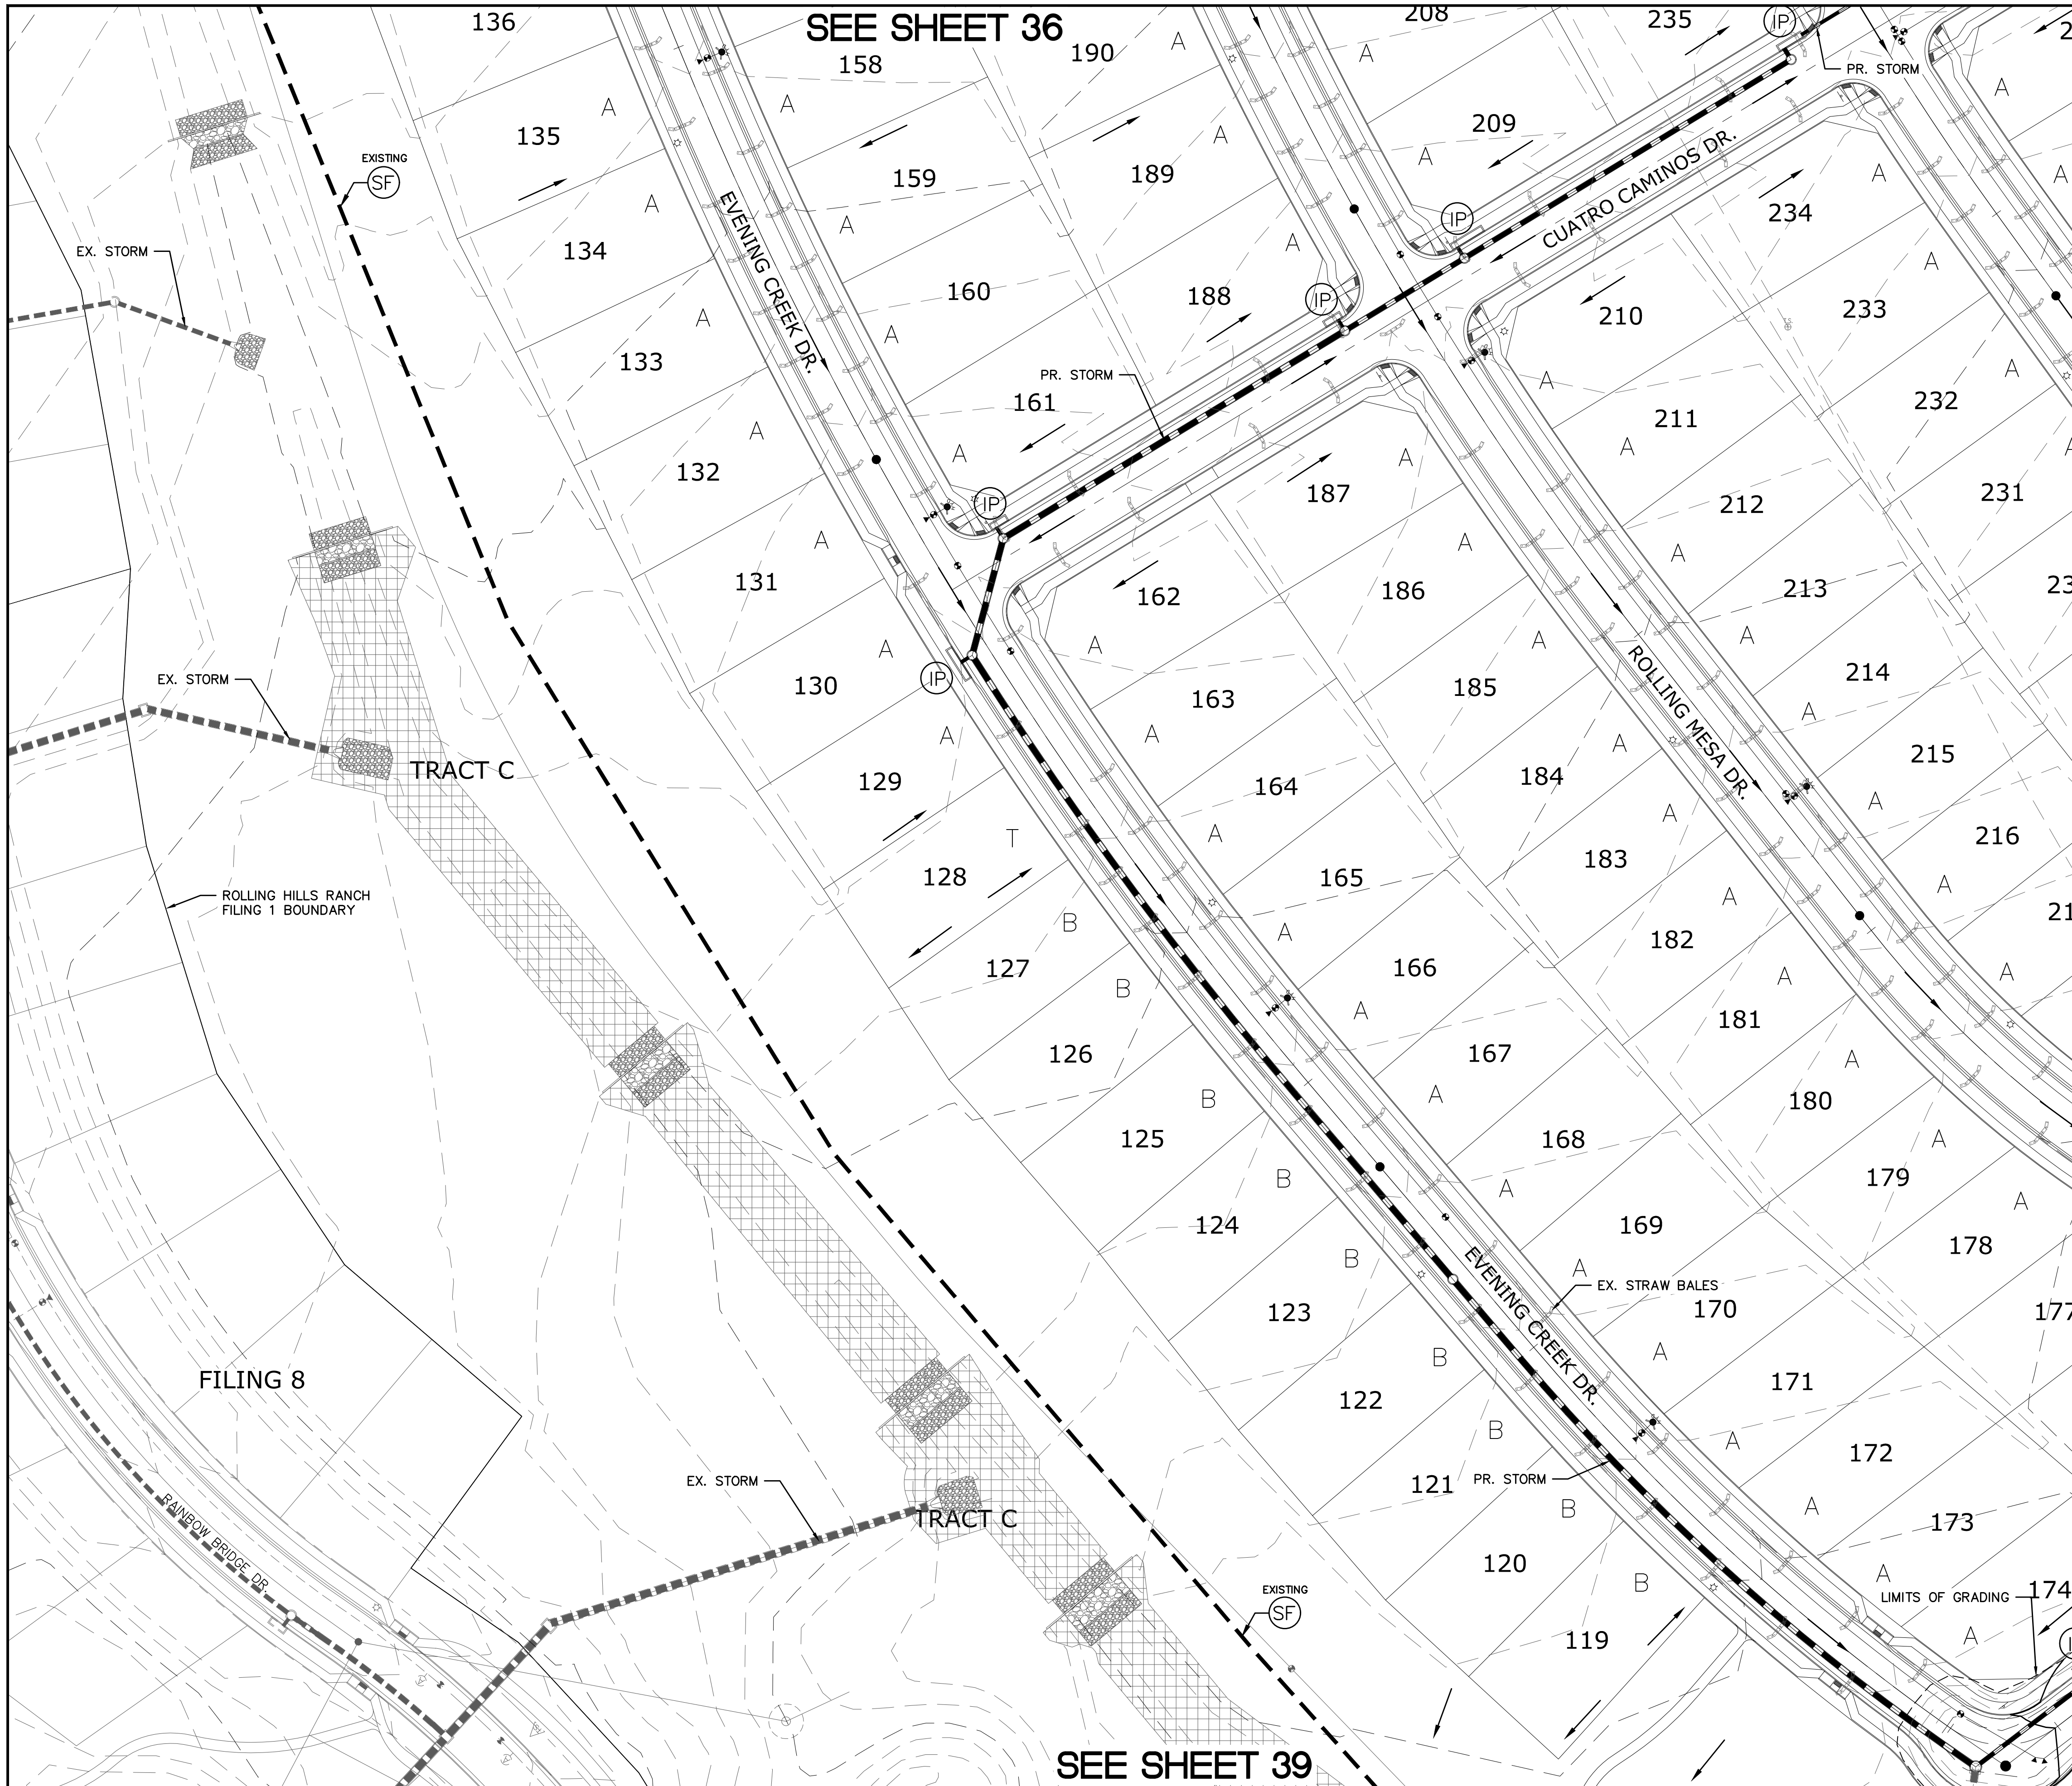 SEE SHEET 36
136
158
190
208
235
IP
PR. STORM
A
A
A
A
A
135
159
189
209
CUATRO CAMINOS DR.
EXISTING
SF
134
EVENING CREEK DR.
A
A
A
A
A
234
EX. STORM
160
188
IP
IP
210
233
A
A
A
A
133
161
PR. STORM
211
232
A
A
A
A
A
132
IP
187
212
231
A
A
A
131
162
186
213
A
A
A
A
130
IP
163
185
ROLLING MESA DR.
214
EX. STORM
TRACT C
129
164
184
215
A
A
A
A
A
T
A
A
128
165
183
216
ROLLING HILLS RANCH
FILING 1 BOUNDARY
B
A
A
A
127
166
182
B
A
A
A
126
167
181
180
B
A
A
A
125
168
179
B
A
A
124
169
178
B
A
EX. STRAW BALES
123
EVENING CREEK DR.
170
177
FILING 8
B
A
122
171
B
A
121
PR. STORM
172
EX. STORM
RAINBOW BRIDGE DR.
TRACT C
B
A
173
120
B
A
LIMITS OF GRADING
174
EXISTING
SF
119
A
SEE SHEET 39